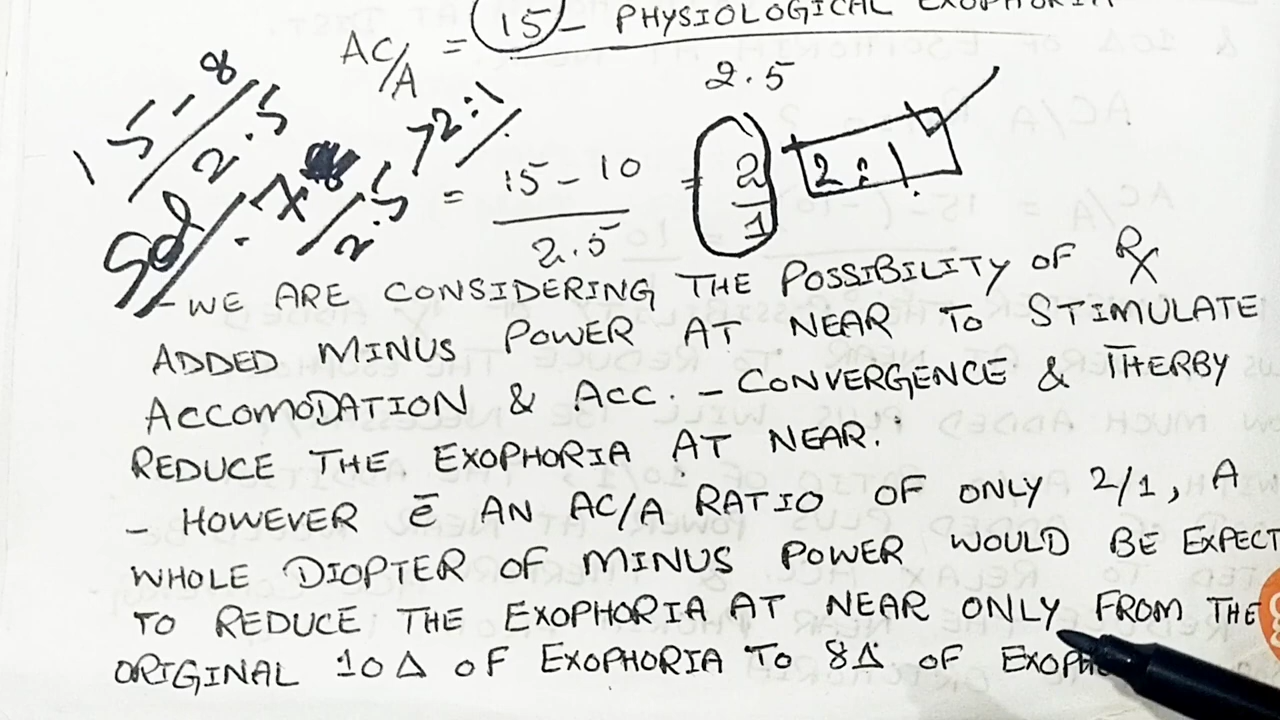 AC/A = 15 - PHYSIOLOGICAL EXOPHORIA
2.5
15 - 8
2.5
= 15 - 10 = 2/1 2:1
2.5
- WE ARE CONSIDERING THE POSSIBILITY OF Rx
ADDED MINUS POWER AT NEAR TO STIMULATE
ACCOMODATION & ACC. - CONVERGENCE & THERBY
REDUCE THE EXOPHORIA AT NEAR.
- HOWEVER c̄ AN AC/A RATIO OF ONLY 2/1, A
WHOLE DIOPTER OF MINUS POWER WOULD BE EXPECT
TO REDUCE THE EXOPHORIA AT NEAR ONLY FROM THE
ORIGINAL 10Δ OF EXOPHORIA TO 8Δ OF